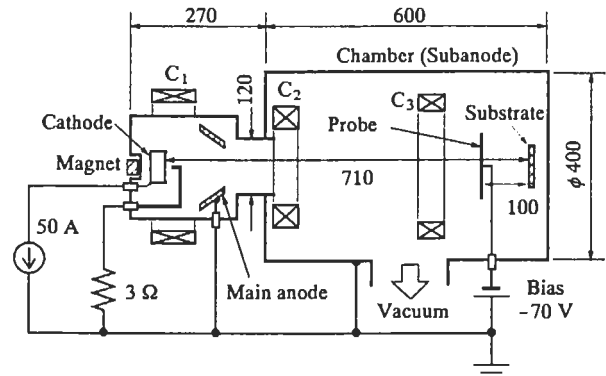 270
600
Chamber (Subanode)
C1
C2
C3
120
Cathode
Probe
Substrate
Magnet
710
100
ϕ 400
50 A
3 Ω
Main anode
Vacuum
Bias
-70 V